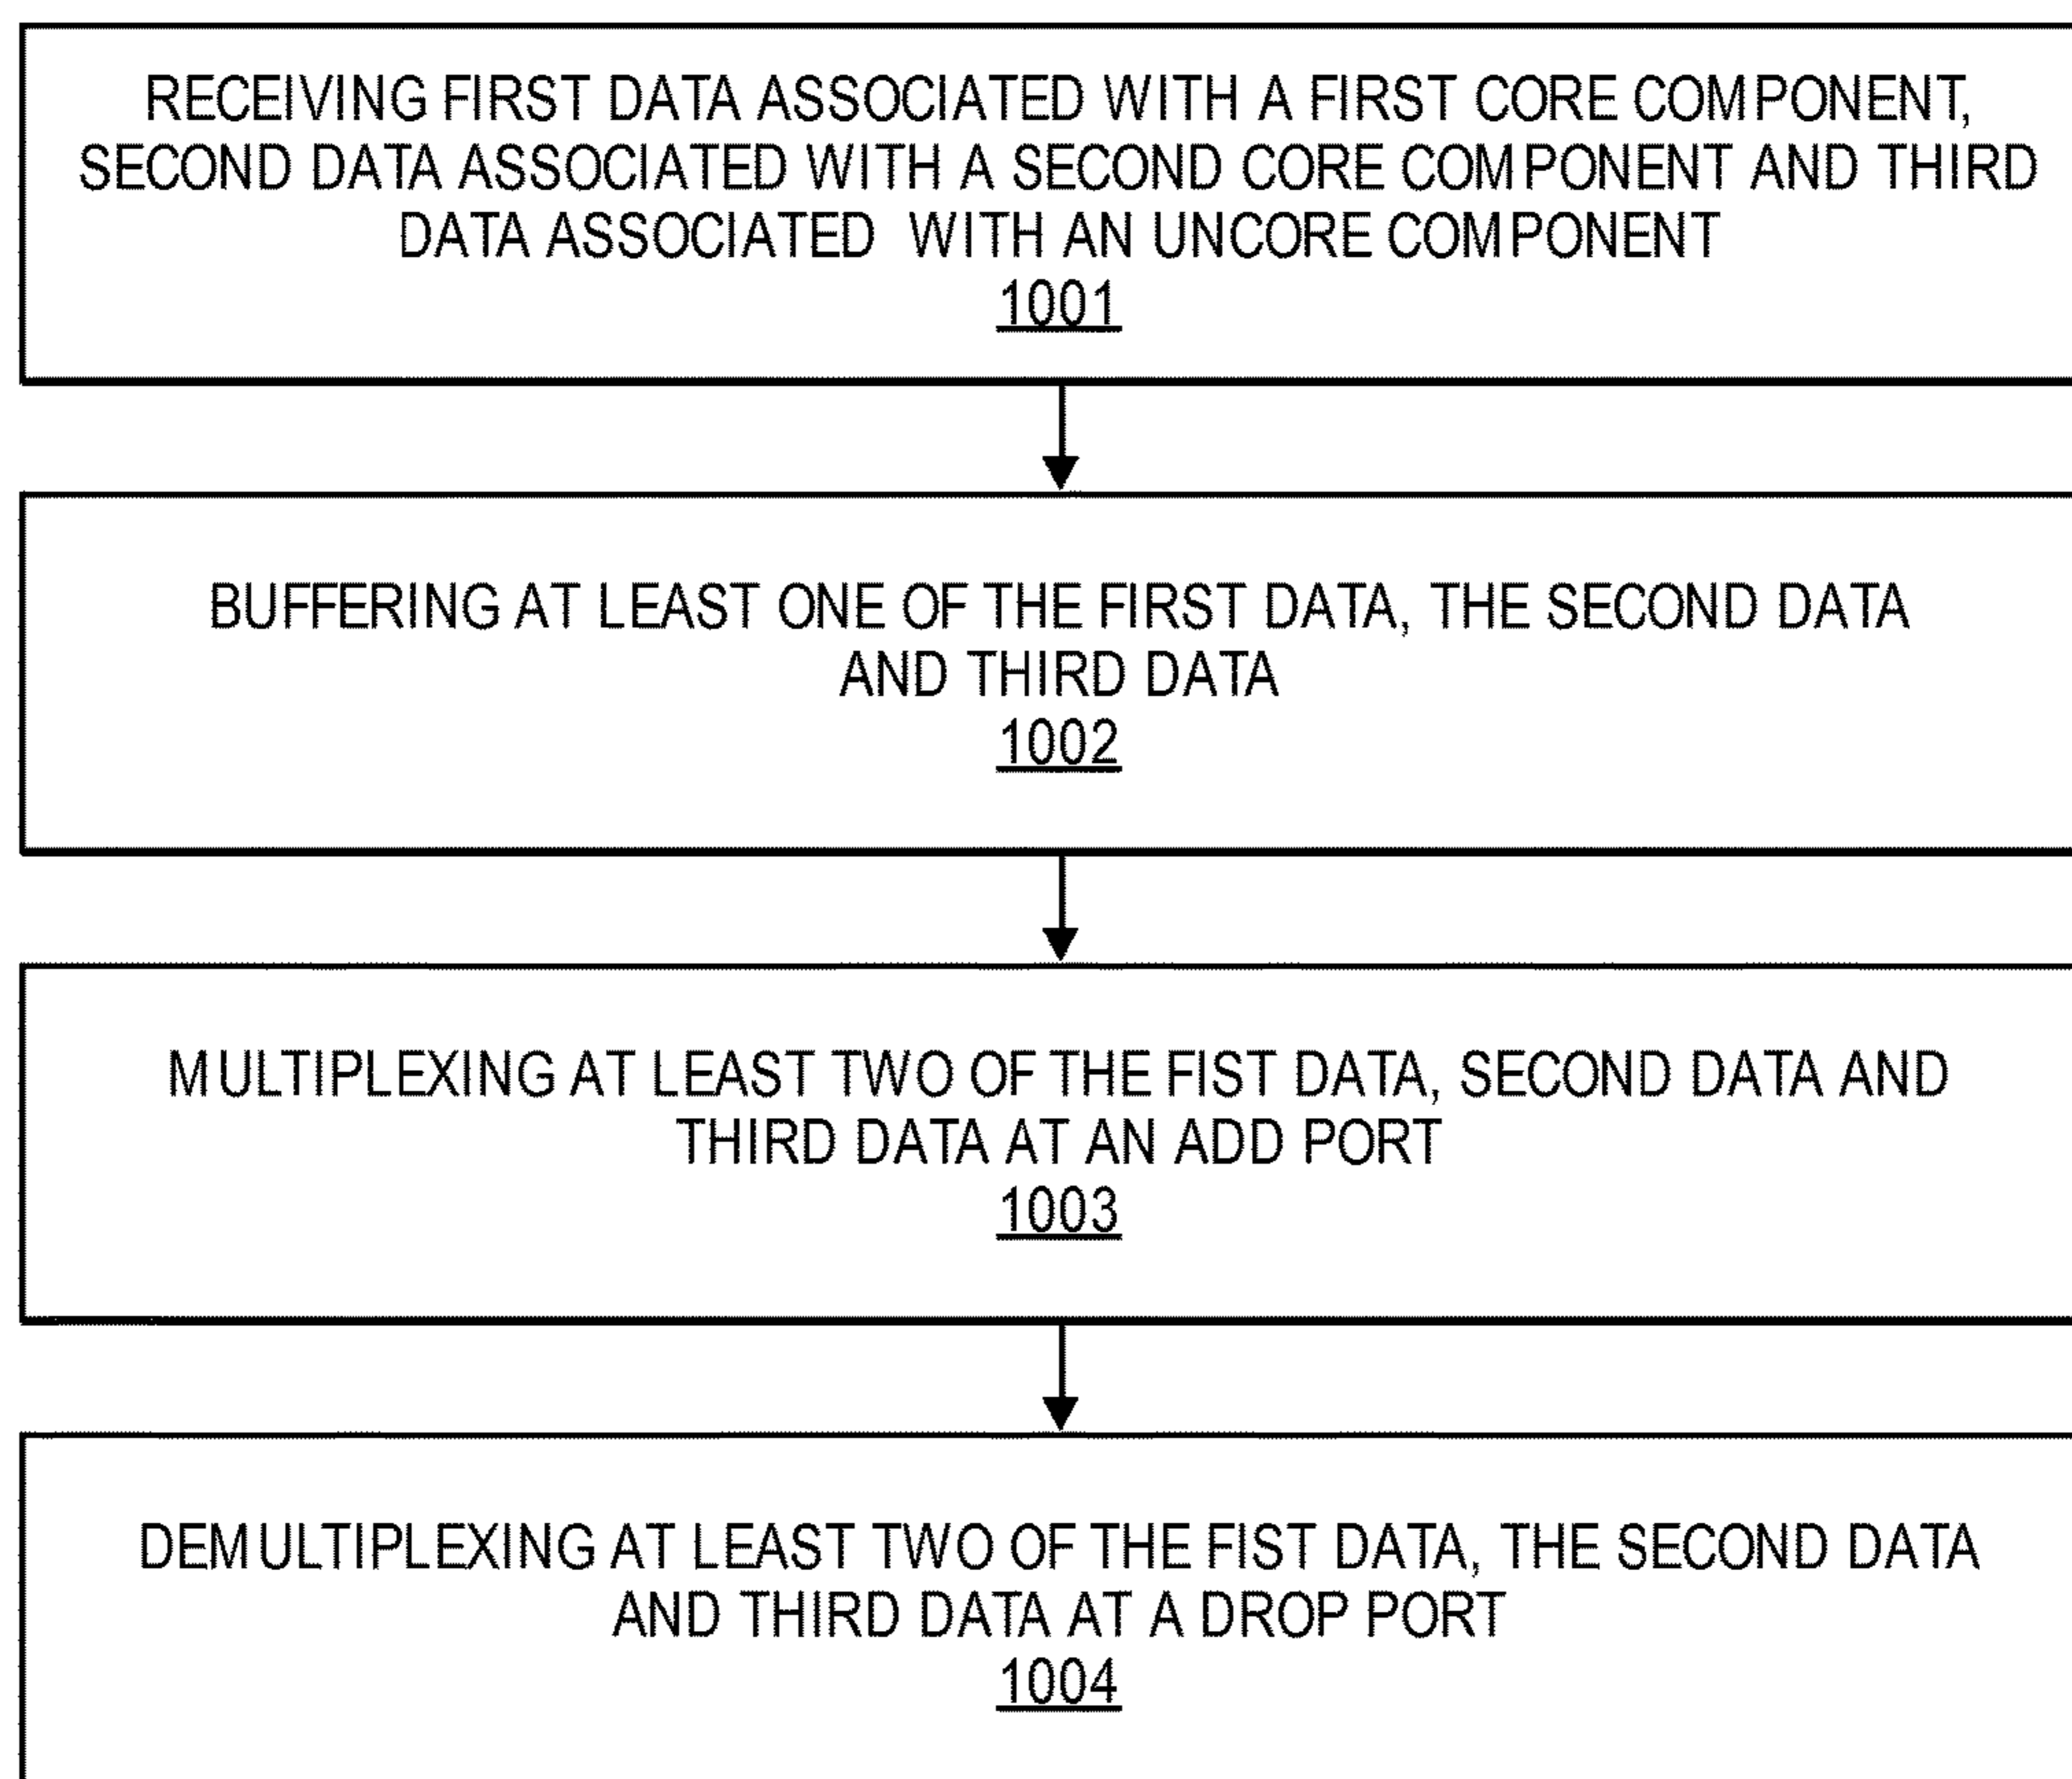 RECEIVING FIRST DATA ASSOCIATED WITH A FIRST CORE COMPONENT,
SECOND DATA ASSOCIATED WITH A SECOND CORE COMPONENT AND THIRD
DATA ASSOCIATED WITH AN UNCORE COMPONENT
1001
BUFFERING AT LEAST ONE OF THE FIRST DATA, THE SECOND DATA
AND THIRD DATA
1002
MULTIPLEXING AT LEAST TWO OF THE FIST DATA, SECOND DATA AND
THIRD DATA AT AN ADD PORT
1003
DEMULTIPLEXING AT LEAST TWO OF THE FIST DATA, THE SECOND DATA
AND THIRD DATA AT A DROP PORT
1004